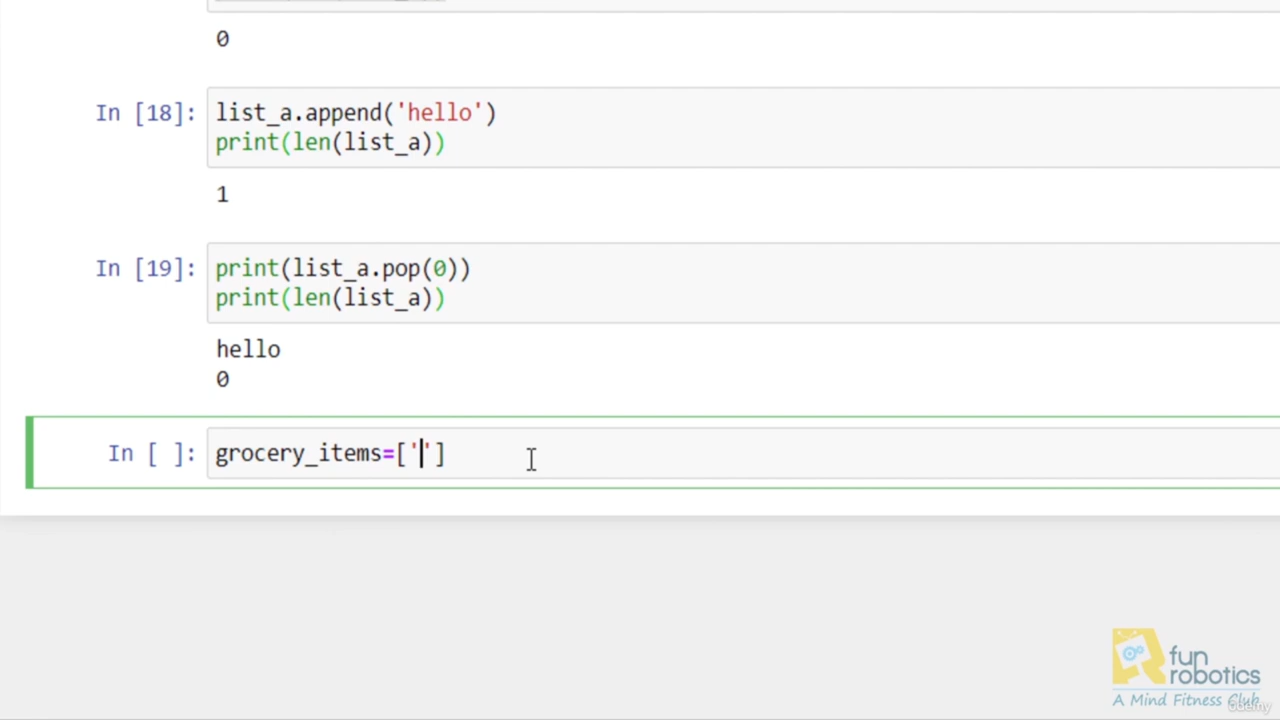 0
In [18]: list_a.append('hello')
print(len(list_a))
1
In [19]: print(list_a.pop(0))
print(len(list_a))
hello
0
In [ ]: grocery_items=['']
fun
robotics
A Mind Fitness Club
ûdemy